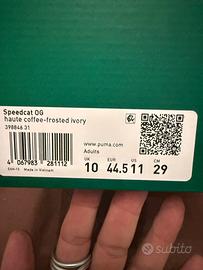 Speedcat OG
haute coffee-frosted ivory
398846 31
www.puma.com
Adults
4 067983 281112
UK EUR US CM
10 44.5 11 29
Made in Vietnam
subito